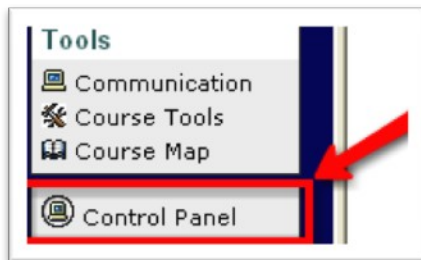 Tools
Communication
Course Tools
Course Map
Control Panel